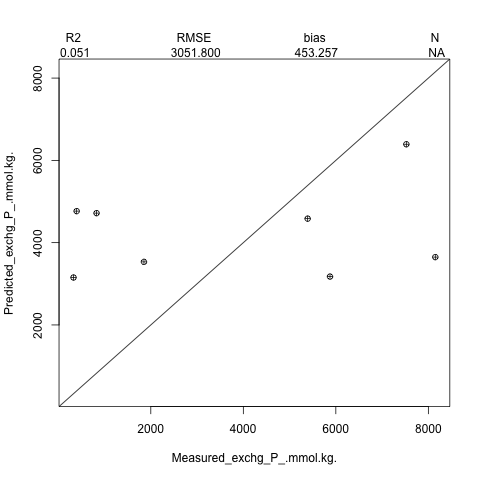 R2 RMSE bias N
0.051 3051.800 453.257 NA
8000
6000
4000
2000
Predicted_exchg_P_.mmol.kg.
2000 4000 6000 8000
Measured_exchg_P_.mmol.kg.